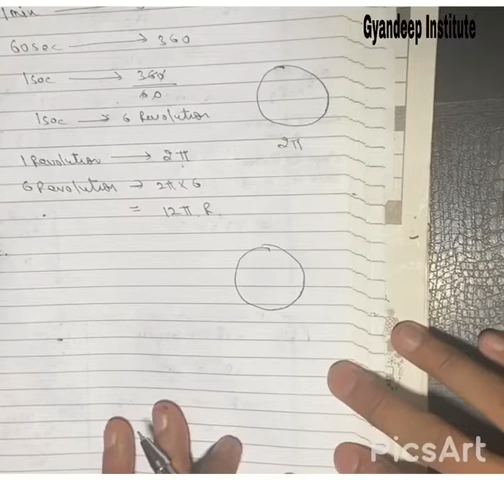 1min
Gyandeep Institute
60sec → 360
1sec → 360
60
1sec → 6 Revolution
2π
1 Revolution → 2π
6 Revolution → 2π x 6
= 12π R
PicsArt